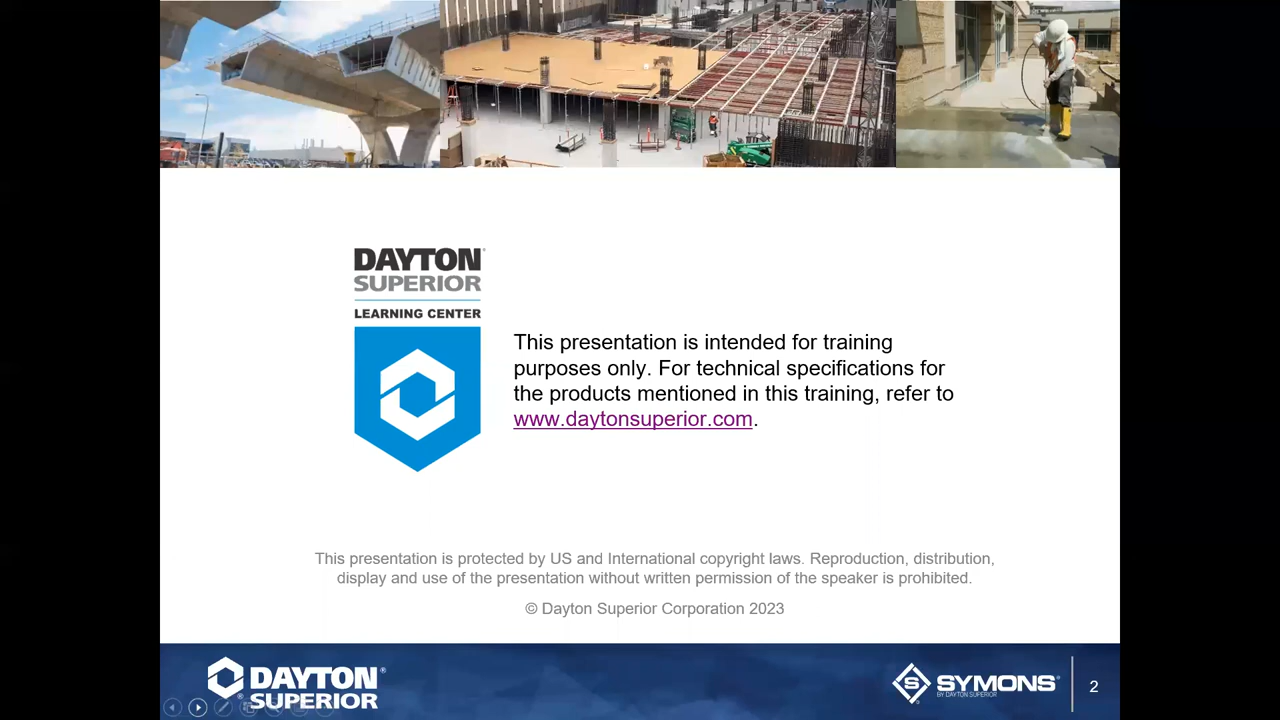 DAYTON
SUPERIOR
LEARNING CENTER
This presentation is intended for training
purposes only. For technical specifications for
the products mentioned in this training, refer to
www.daytonsuperior.com.
This presentation is protected by US and International copyright laws. Reproduction, distribution,
display and use of the presentation without written permission of the speaker is prohibited.
© Dayton Superior Corporation 2023
DAYTON®
SUPERIOR
SYMONS®
BY DAYTON SUPERIOR
2